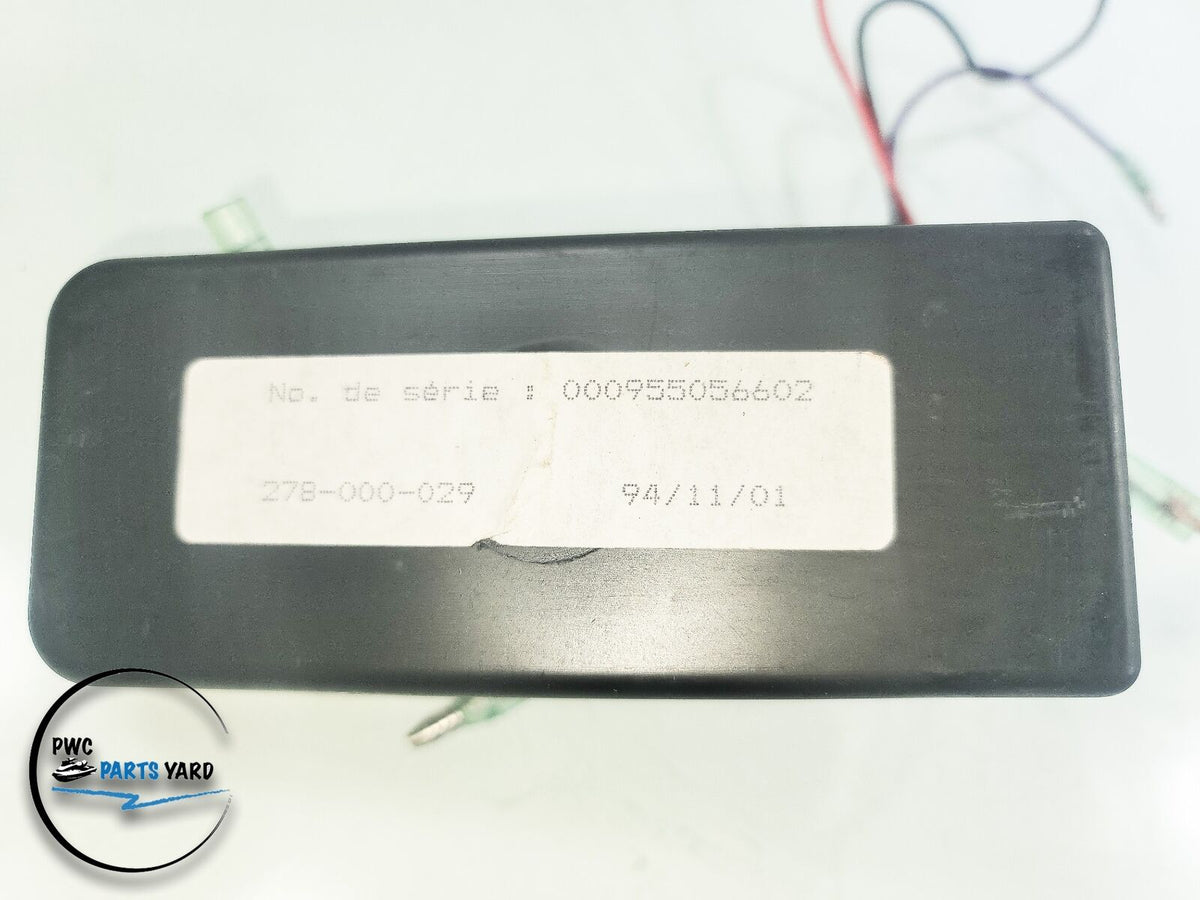 No. de série : 000955056602
278-000-029 94/11/01
PWC
PARTS YARD